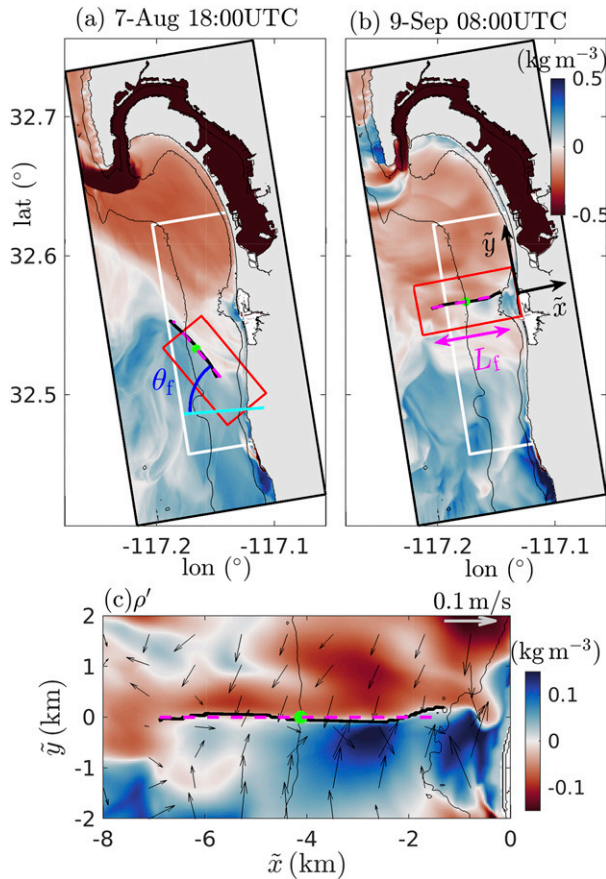 (a) 7-Aug 18:00UTC
(b) 9-Sep 08:00UTC
(kg m−3)
0.5
0
-0.5
32.7
32.6
32.5
lat (°)
θf
ỹ
x̃
Lf
-117.2
-117.1
lon (°)
-117.2
-117.1
lon (°)
(c)ρ′
0.1 m/s
(kg m−3)
0.1
0
-0.1
2
1
0
-1
-2
ỹ (km)
-8
-6
-4
-2
0
x̃ (km)